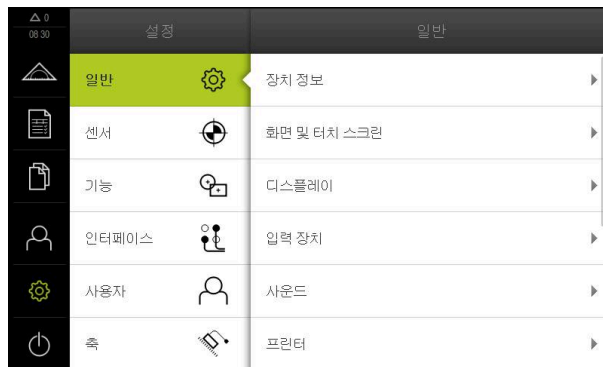 △ 0
08:30
설정
일반
일반
센서
기능
인터페이스
사용자
축
장치 정보
화면 및 터치 스크린
디스플레이
입력 장치
사운드
프린터